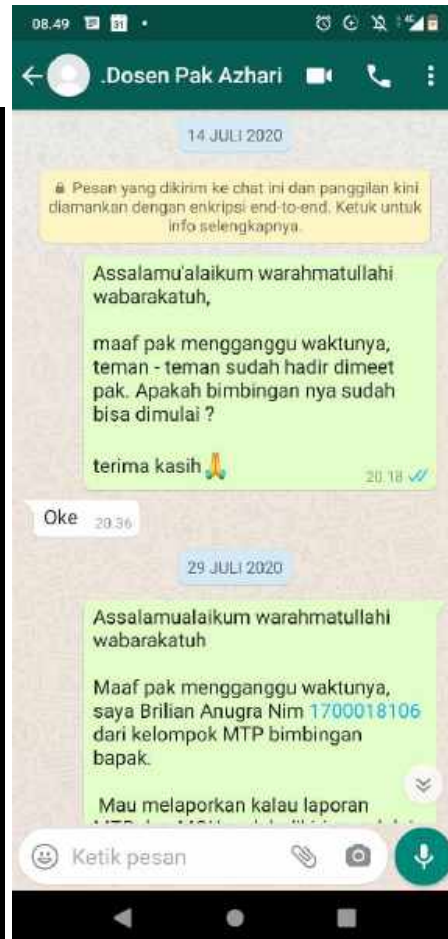 08.49
31
.Dosen Pak Azhari
14 JULI 2020
Pesan yang dikirim ke chat ini dan panggilan kini
diamankan dengan enkripsi end-to-end. Ketuk untuk
info selengkapnya.
Assalamu'alaikum warahmatullahi
wabarakatuh,
maaf pak mengganggu waktunya,
teman - teman sudah hadir dimeet
pak. Apakah bimbingan nya sudah
bisa dimulai ?
terima kasih🙏
20.18
Oke 20.36
29 JULI 2020
Assalamualaikum warahmatullahi
wabarakatuh
Maaf pak mengganggu waktunya,
saya Brilian Anugra Nim 1700018106
dari kelompok MTP bimbingan
bapak.
Mau melaporkan kalau laporan
Ketik pesan